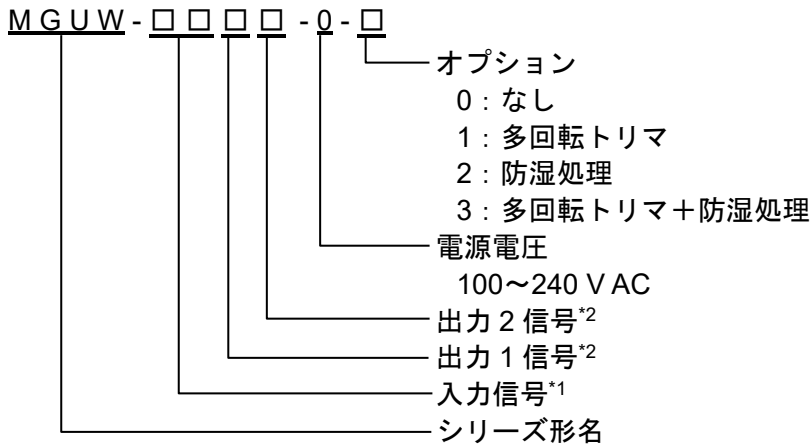 MGUW-□□□□-0-□
オプション
0：なし
1：多回転トリマ
2：防湿処理
3：多回転トリマ＋防湿処理
電源電圧
100～240 V AC
出力2信号*2
出力1信号*2
入力信号*1
シリーズ形名